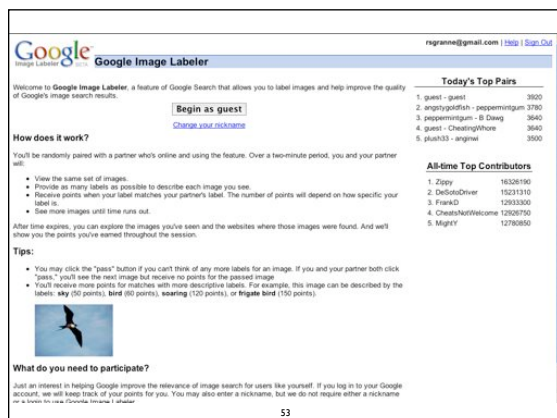 rsgranne@gmail.com | Help | Sign Out
Google
Image Labeler BETA
Google Image Labeler
Welcome to Google Image Labeler, a feature of Google Search that allows you to label images and help improve the quality
of Google's image search results.
Begin as guest
Change your nickname
How does it work?
You'll be randomly paired with a partner who's online and using the feature. Over a two-minute period, you and your partner
will:
• View the same set of images.
• Provide as many labels as possible to describe each image you see.
• Receive points when your label matches your partner's label. The number of points will depend on how specific your
label is.
• See more images until time runs out.
After time expires, you can explore the images you've seen and the websites where those images were found. And we'll
show you the points you've earned throughout the session.
Tips:
• You may click the "pass" button if you can't think of any more labels for an image. If you and your partner both click
"pass," you'll see the next image but receive no points for the passed image
• You'll receive more points for matches with more descriptive labels. For example, this image can be described by the
labels: sky (50 points), bird (60 points), soaring (120 points), or frigate bird (150 points).
What do you need to participate?
Just an interest in helping Google improve the relevance of image search for users like yourself. If you log in to your Google
account, we will keep track of your points for you. You may also enter a nickname, but we do not require either a nickname
or a login to use Google Image Labeler
Today's Top Pairs
1. guest - guest 3920
2. angstygoldfish - peppermintgum 3780
3. peppermintgum - B Dawg 3640
4. guest - CheatingWhore 3640
5. plush33 - anginwi 3500
All-time Top Contributors
1. Zippy 16326190
2. DeSotoDriver 15231310
3. FrankD 12933300
4. CheatsNotWelcome 12926750
5. MightY 12780850
53